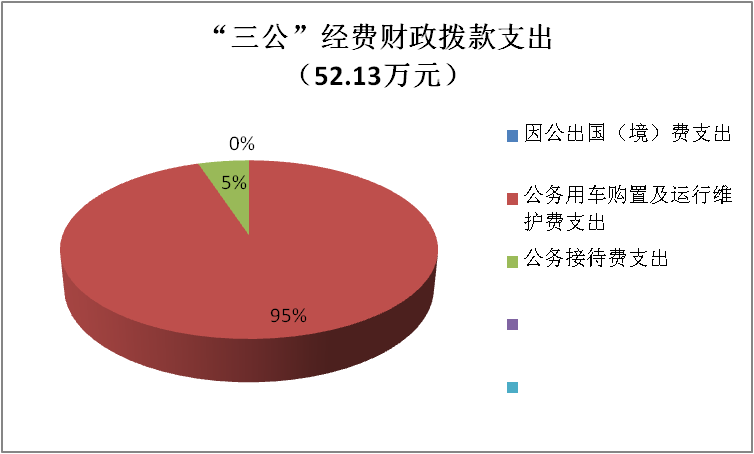 “三公”经费财政拨款支出
（52.13万元）
0%
5%
95%
因公出国（境）费支出
公务用车购置及运行维
护费支出
公务接待费支出